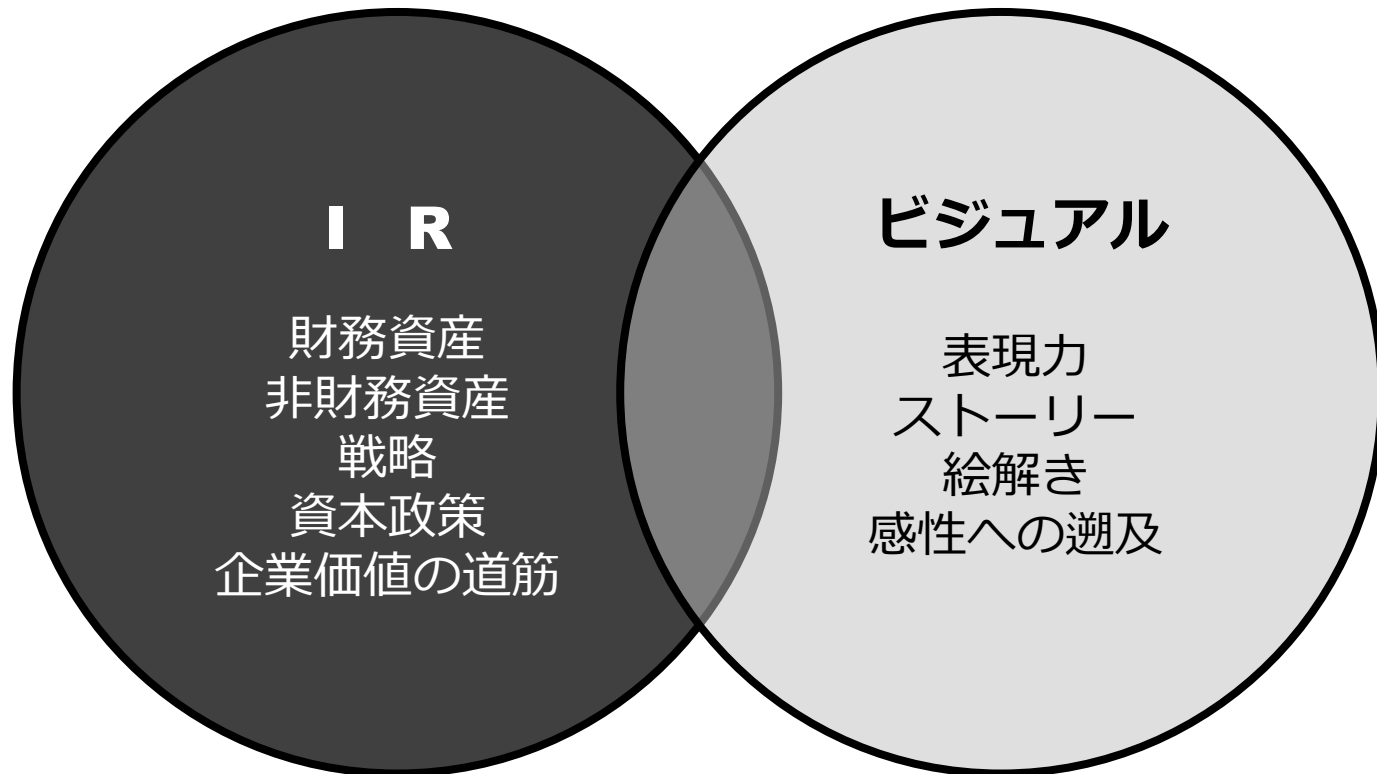 I R
財務資産
非財務資産
戦略
資本政策
企業価値の道筋
ビジュアル
表現力
ストーリー
絵解き
感性への遡及